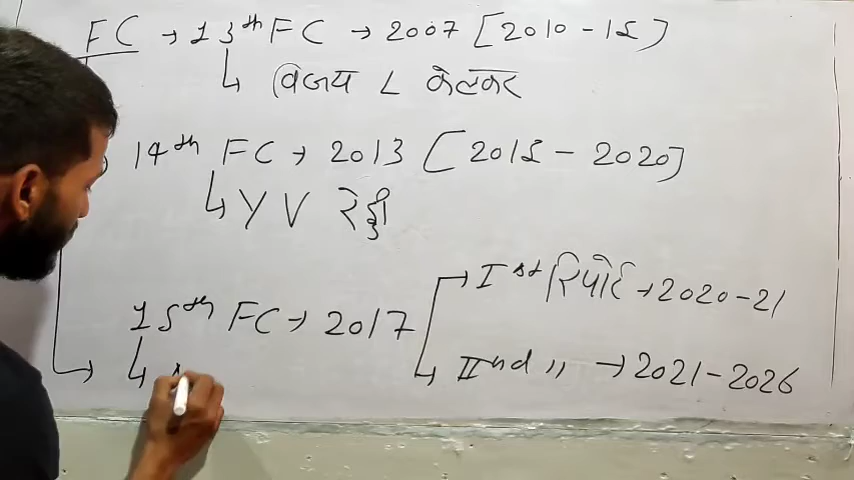 FC → 13th FC → 2007 [2010-15]
↳ विजय L केलकर
14th FC → 2013 [2015 - 2020]
↳ Y V रेड्डी
→ Ist रिपोर्ट → 2020-21
15th FC → 2017
→ ↳ → IInd ,, → 2021-2026